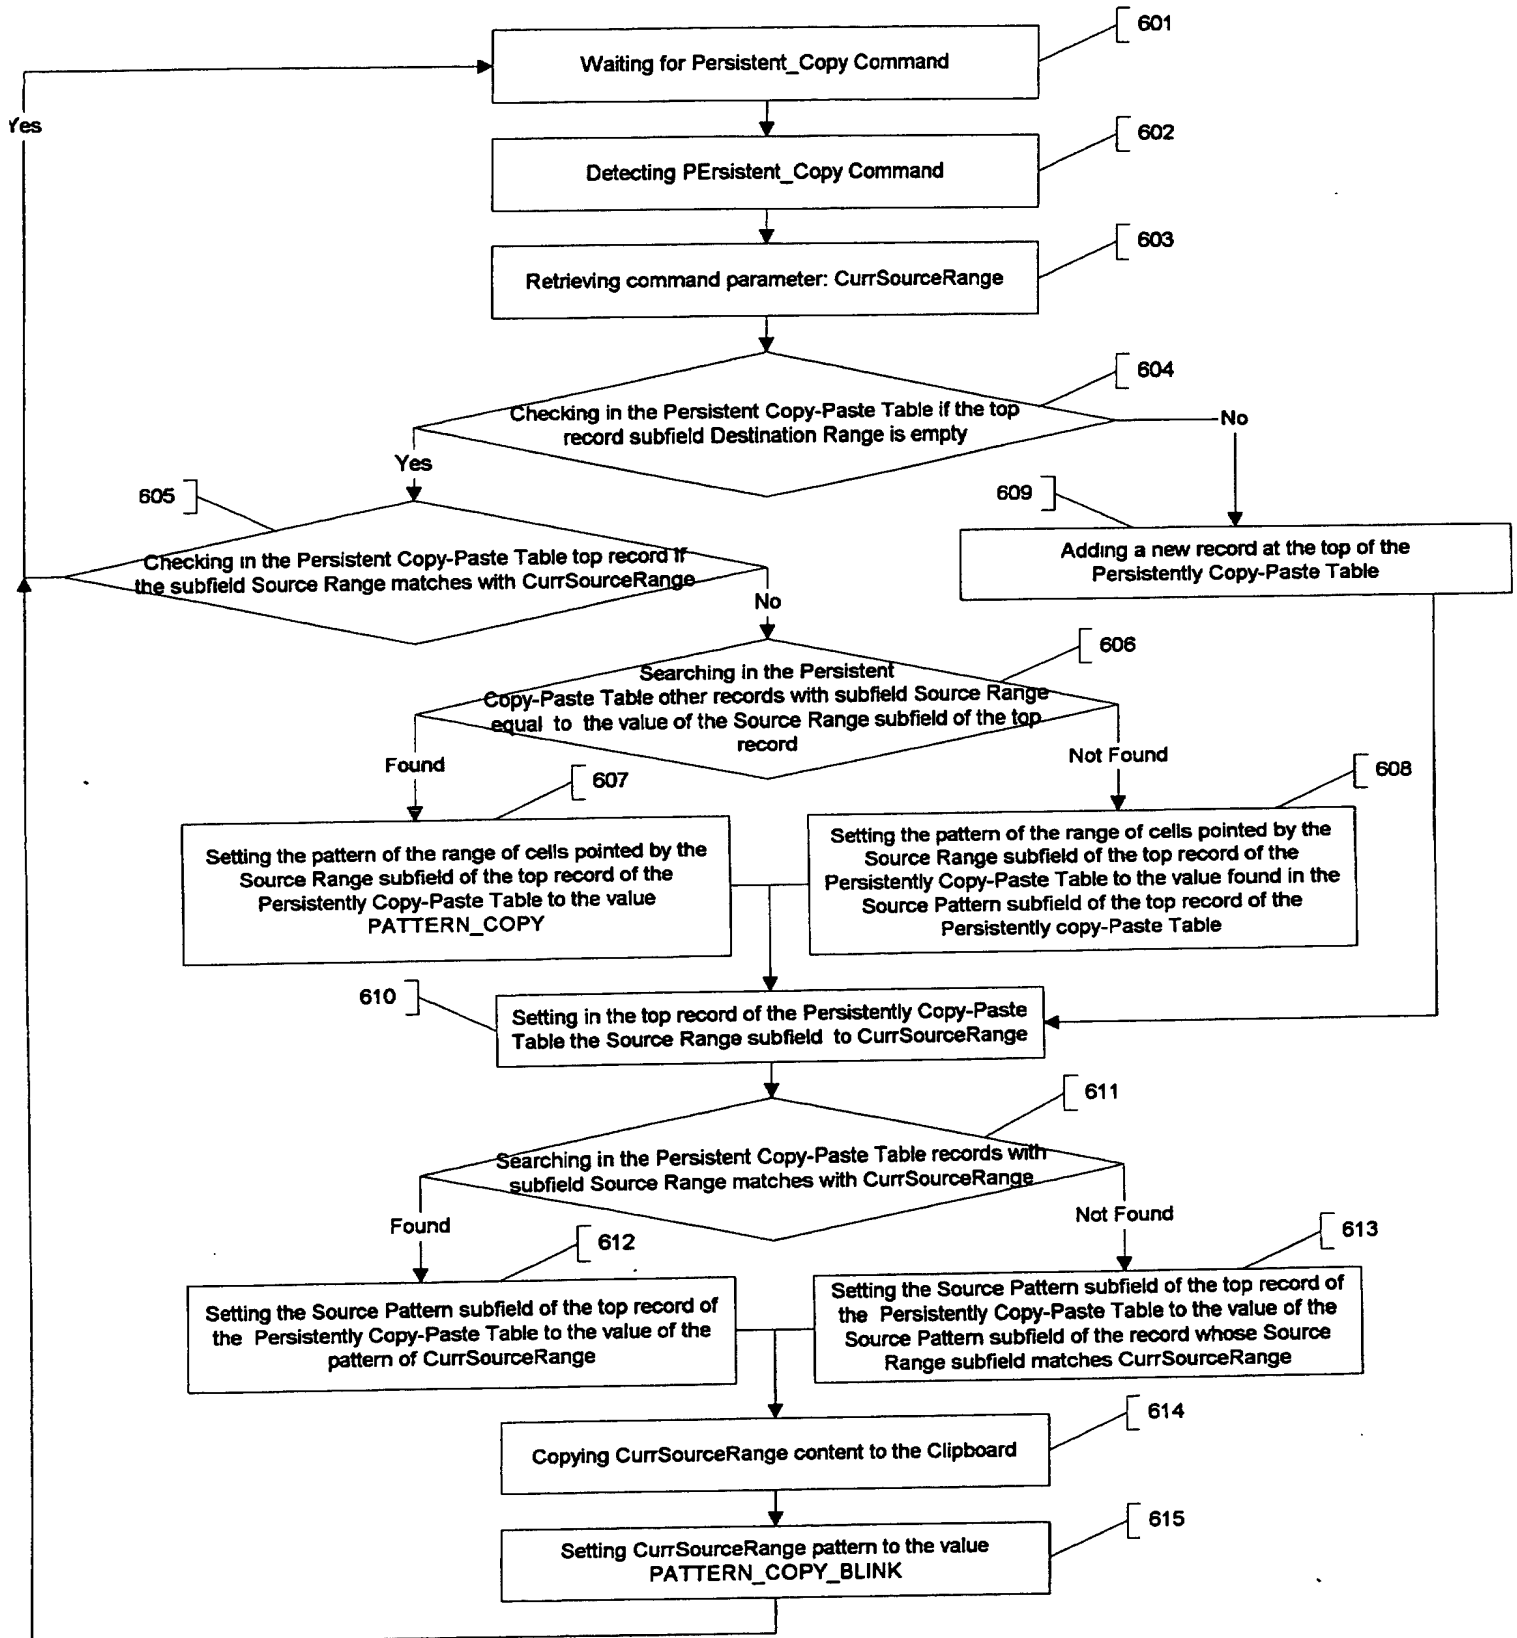 601
Waiting for Persistent_Copy Command
Yes
602
Detecting PErsistent_Copy Command
603
Retrieving command parameter: CurrSourceRange
604
Checking in the Persistent Copy-Paste Table if the top
record subfield Destination Range is empty
No
Yes
605
609
Checking in the Persistent Copy-Paste Table top record if
the subfield Source Range matches with CurrSourceRange
Adding a new record at the top of the
Persistently Copy-Paste Table
No
606
Searching in the Persistent
Copy-Paste Table other records with subfield Source Range
equal to the value of the Source Range subfield of the top
record
Found
Not Found
607
608
Setting the pattern of the range of cells pointed by the
Source Range subfield of the top record of the
Persistently Copy-Paste Table to the value
PATTERN_COPY
Setting the pattern of the range of cells pointed by the
Source Range subfield of the top record of the
Persistently Copy-Paste Table to the value found in the
Source Pattern subfield of the top record of the
Persistently copy-Paste Table
610
Setting in the top record of the Persistently Copy-Paste
Table the Source Range subfield to CurrSourceRange
611
Searching in the Persistent Copy-Paste Table records with
subfield Source Range matches with CurrSourceRange
Found
Not Found
612
613
Setting the Source Pattern subfield of the top record of
the Persistently Copy-Paste Table to the value of the
pattern of CurrSourceRange
Setting the Source Pattern subfield of the top record of
the Persistently Copy-Paste Table to the value of the
Source Pattern subfield of the record whose Source
Range subfield matches CurrSourceRange
614
Copying CurrSourceRange content to the Clipboard
615
Setting CurrSourceRange pattern to the value
PATTERN_COPY_BLINK